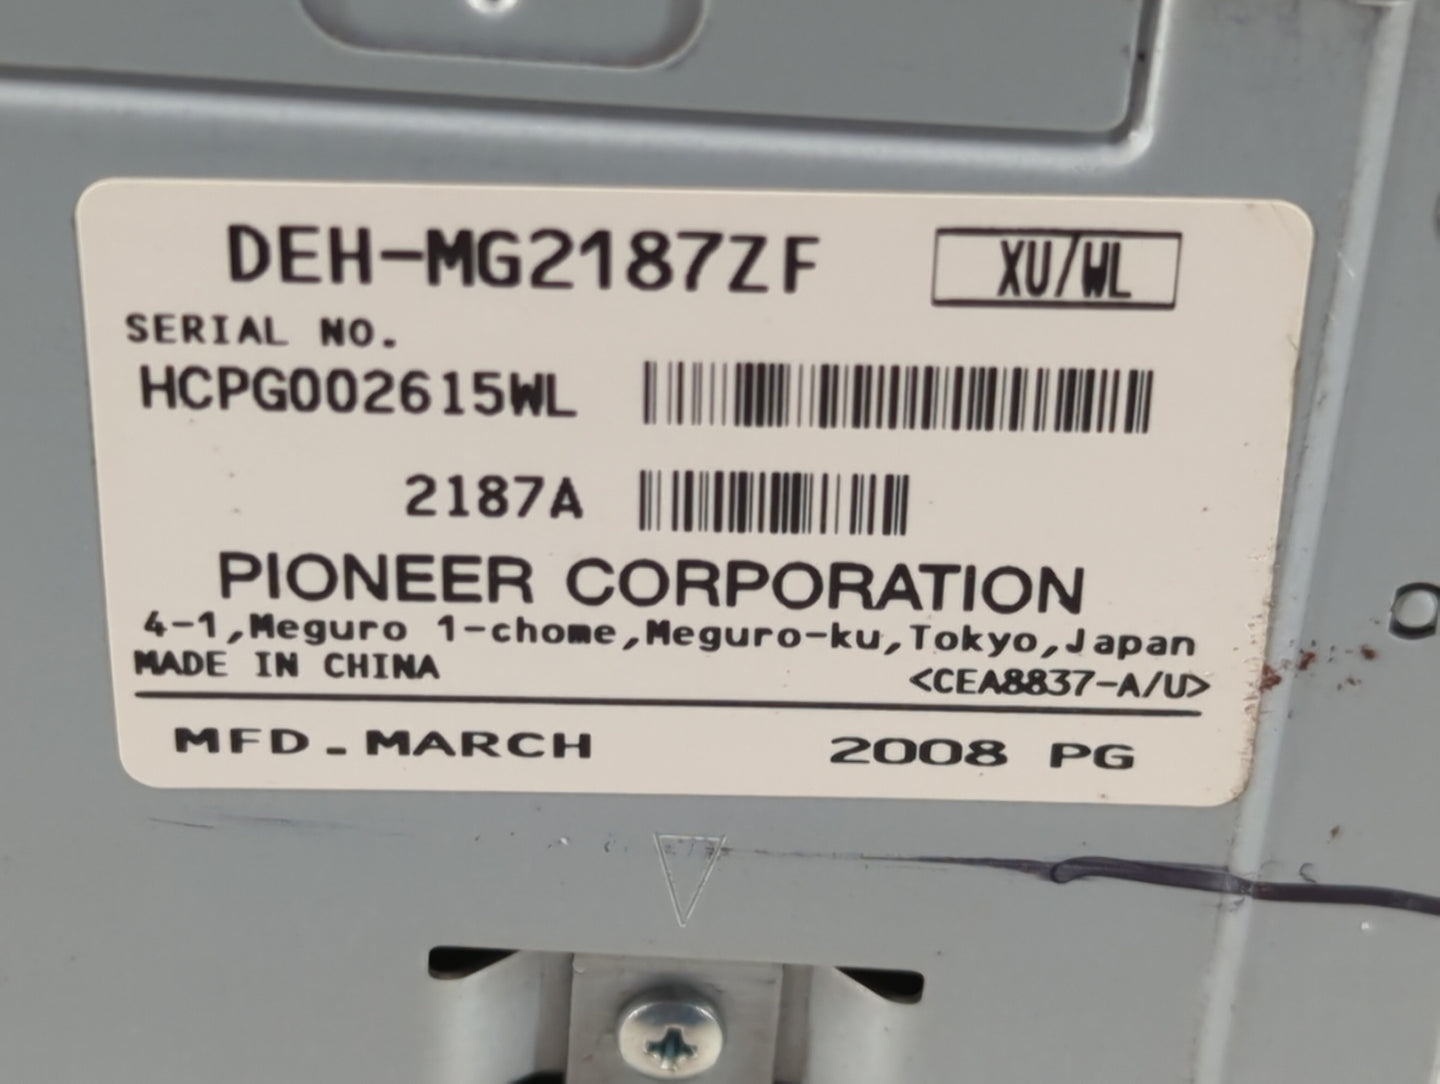 DEH-MG2187ZF XU/WL
SERIAL NO.
HCPG002615WL
2187A
PIONEER CORPORATION
4-1,Meguro 1-chome,Meguro-ku,Tokyo,Japan
MADE IN CHINA <CEA8837-A/U>
MFD.MARCH 2008 PG